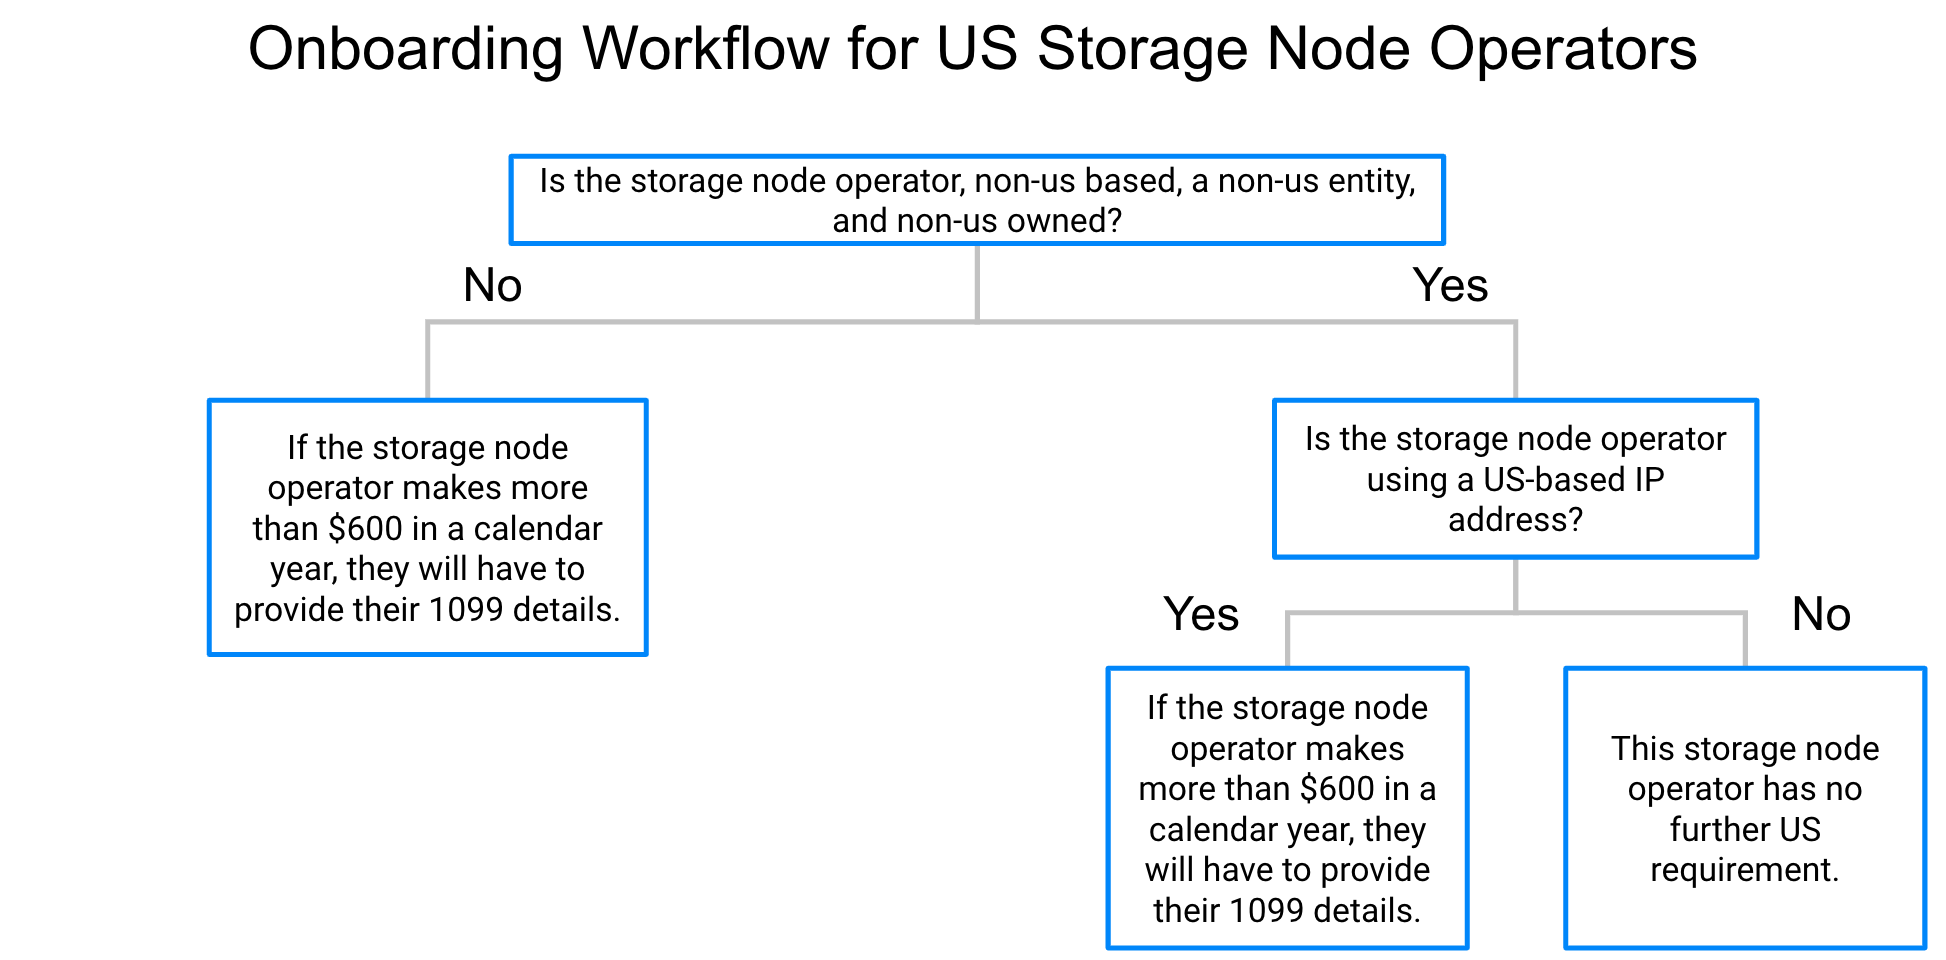 Onboarding Workflow for US Storage Node Operators
Is the storage node operator, non-us based, a non-us entity,
and non-us owned?
No
Yes
If the storage node
operator makes more
than $600 in a calendar
year, they will have to
provide their 1099 details.
Is the storage node operator
using a US-based IP
address?
Yes
No
If the storage node
operator makes
more than $600 in a
calendar year, they
will have to provide
their 1099 details.
This storage node
operator has no
further US
requirement.